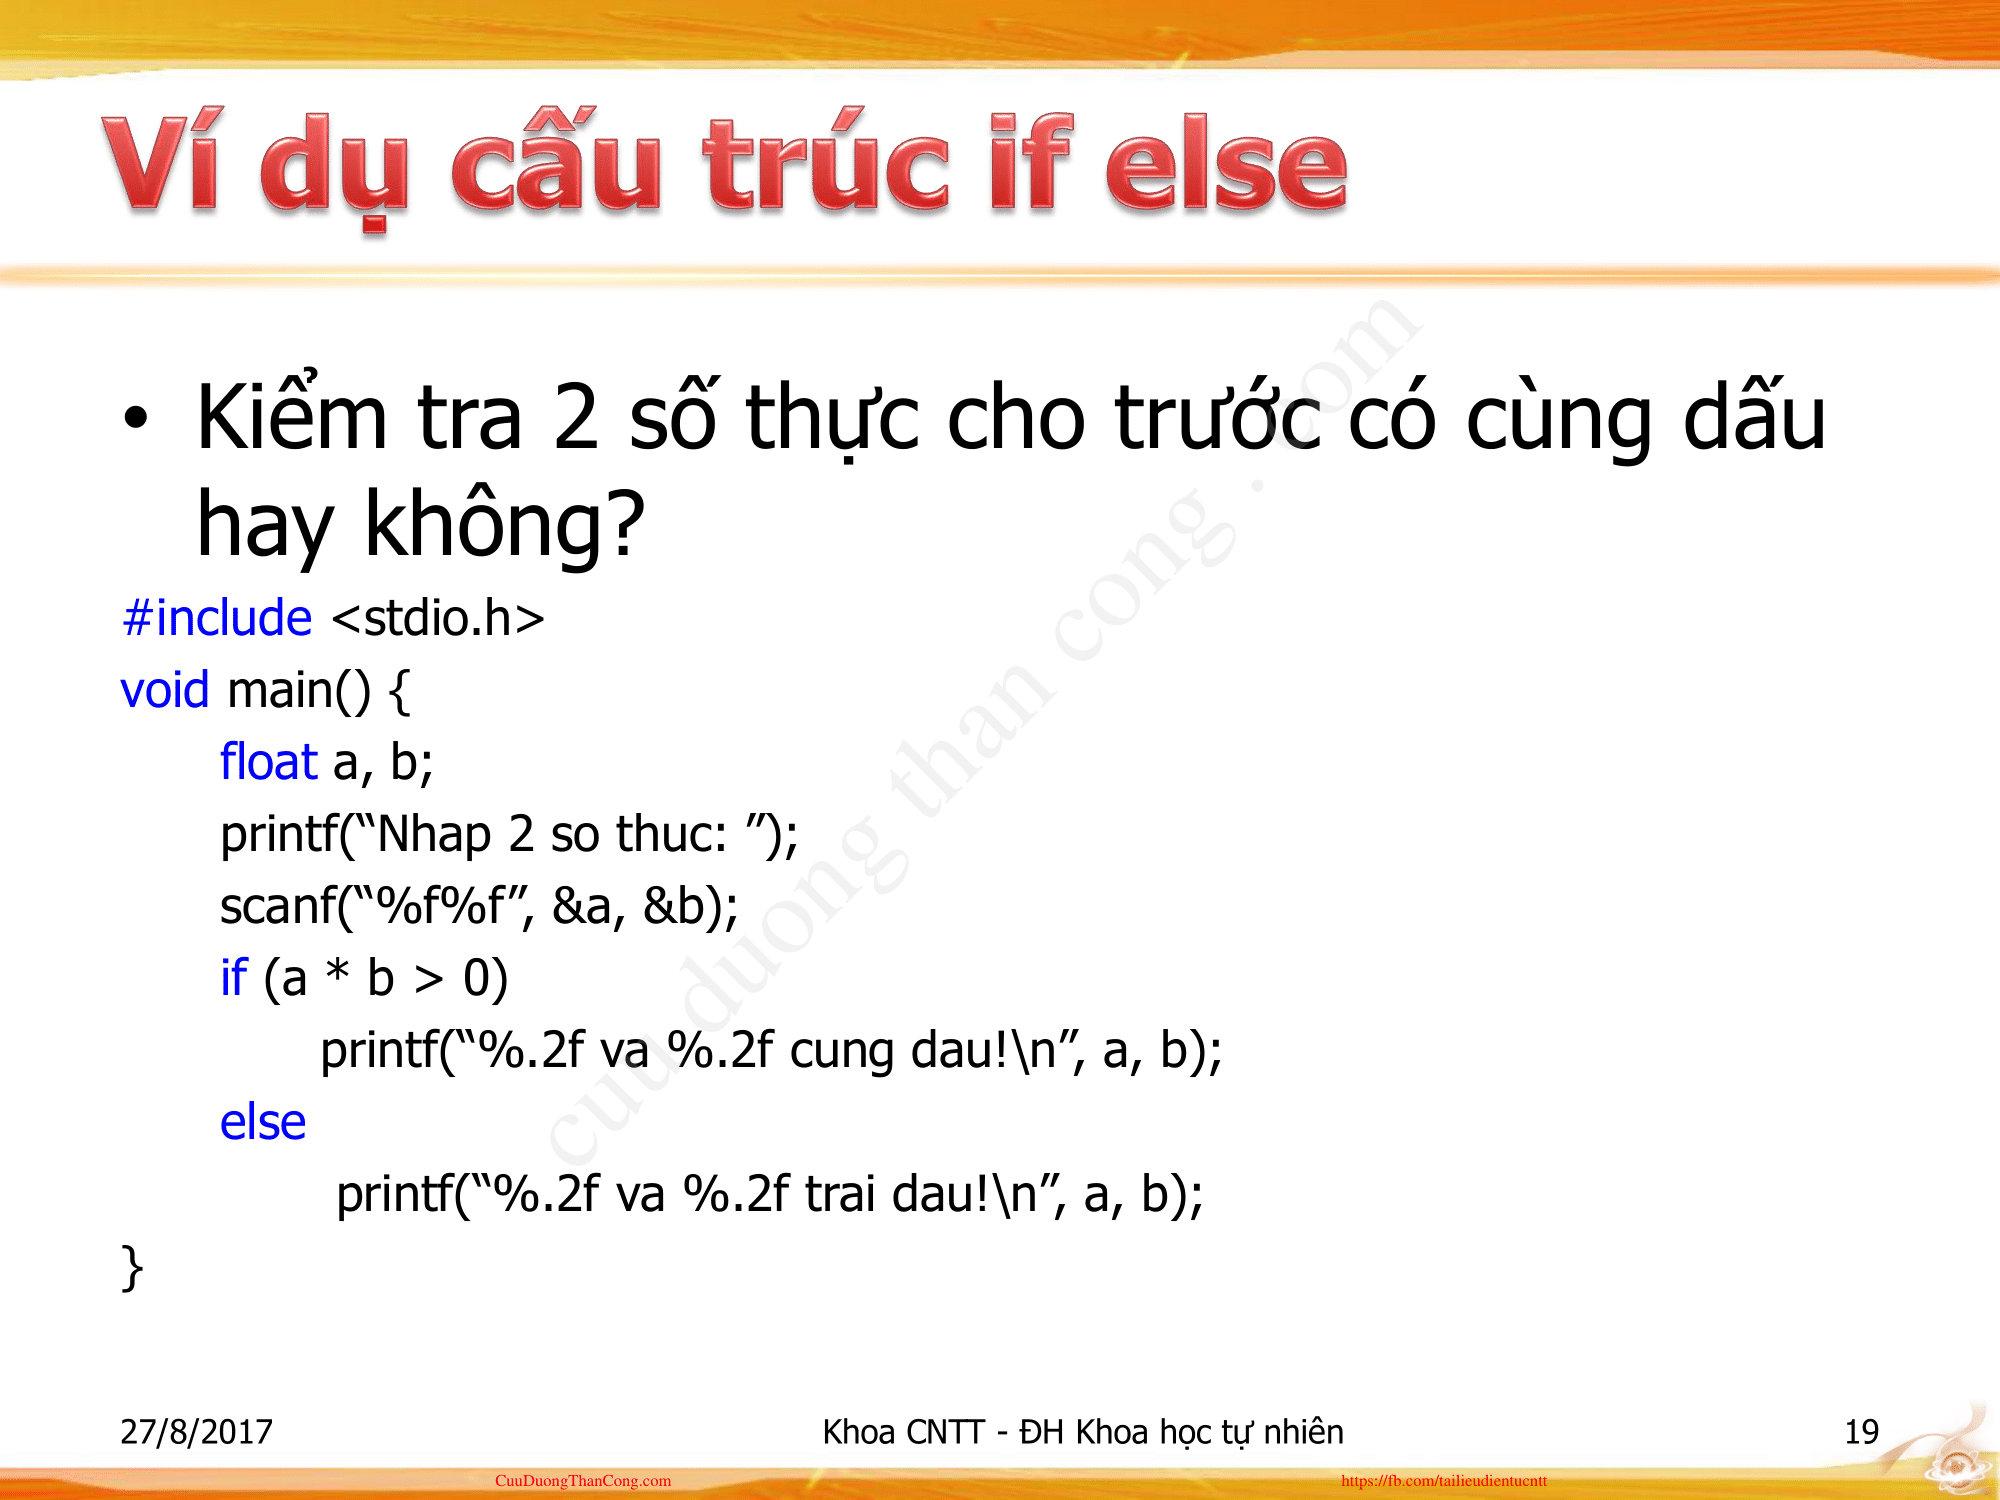 Ví dụ cấu trúc if else
• Kiểm tra 2 số thực cho trước có cùng dấu
hay không?
#include <stdio.h>
void main() {
float a, b;
printf(“Nhap 2 so thuc: ”);
scanf(“%f%f”, &a, &b);
if (a * b > 0)
printf(“%.2f va %.2f cung dau!\n”, a, b);
else
printf(“%.2f va %.2f trai dau!\n”, a, b);
}
cuu duong than cong . com
27/8/2017
Khoa CNTT - ĐH Khoa học tự nhiên
19
CuuDuongThanCong.com
https://fb.com/tailieudientucntt